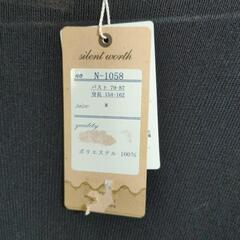 silent worth
NO N-1058
バスト 79-87
身長 154-162
M
quality
ポリエステル 100%